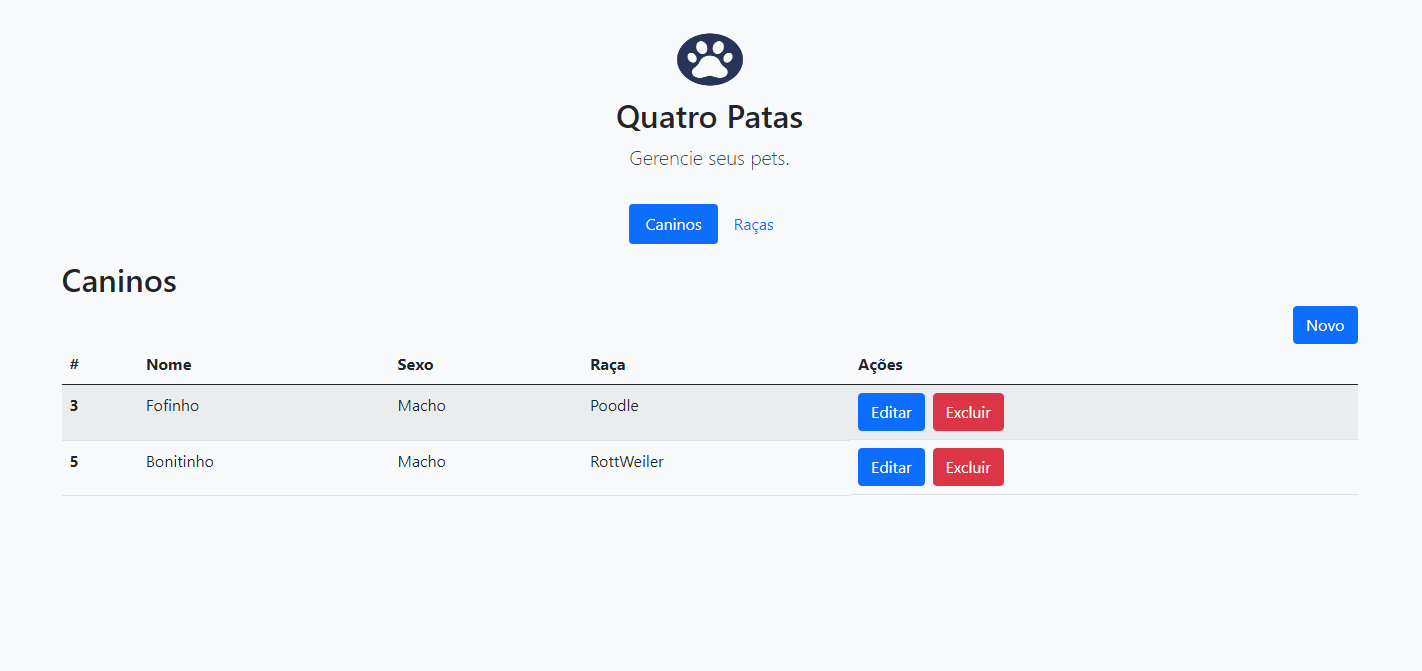 Quatro Patas
Gerencie seus pets.
Caninos Raças
Caninos
Novo
# Nome Sexo Raça Ações
3 Fofinho Macho Poodle Editar Excluir
5 Bonitinho Macho RottWeiler Editar Excluir